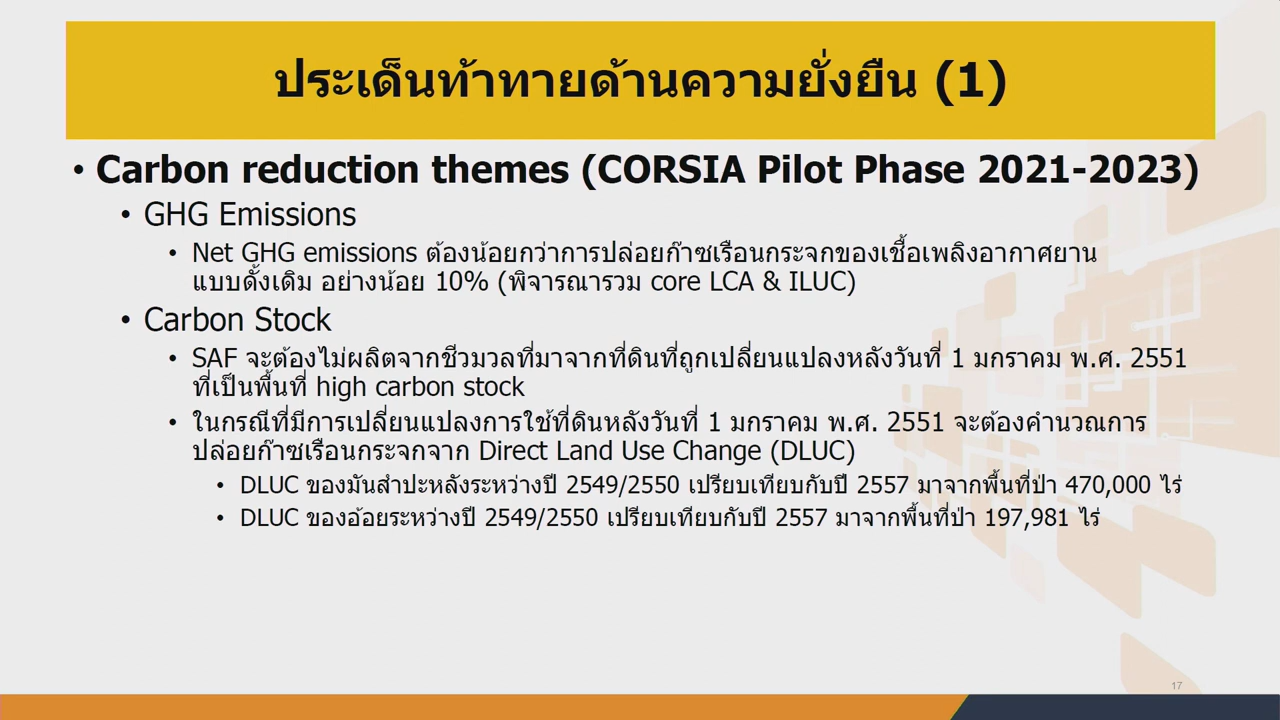 ประเด็นท้าทายด้านความยั่งยืน (1)
• Carbon reduction themes (CORSIA Pilot Phase 2021-2023)
• GHG Emissions
• Net GHG emissions ต้องน้อยกว่าการปล่อยก๊าซเรือนกระจกของเชื้อเพลิงอากาศยาน
แบบดั้งเดิม อย่างน้อย 10% (พิจารณารวม core LCA & ILUC)
• Carbon Stock
• SAF จะต้องไม่ผลิตจากชีวมวลที่มาจากที่ดินที่ถูกเปลี่ยนแปลงหลังวันที่ 1 มกราคม พ.ศ. 2551
ที่เป็นพื้นที่ high carbon stock
• ในกรณีที่มีการเปลี่ยนแปลงการใช้ที่ดินหลังวันที่ 1 มกราคม พ.ศ. 2551 จะต้องคำนวณการ
ปล่อยก๊าซเรือนกระจกจาก Direct Land Use Change (DLUC)
• DLUC ของมันสำปะหลังระหว่างปี 2549/2550 เปรียบเทียบกับปี 2557 มาจากพื้นที่ป่า 470,000 ไร่
• DLUC ของอ้อยระหว่างปี 2549/2550 เปรียบเทียบกับปี 2557 มาจากพื้นที่ป่า 197,981 ไร่
17